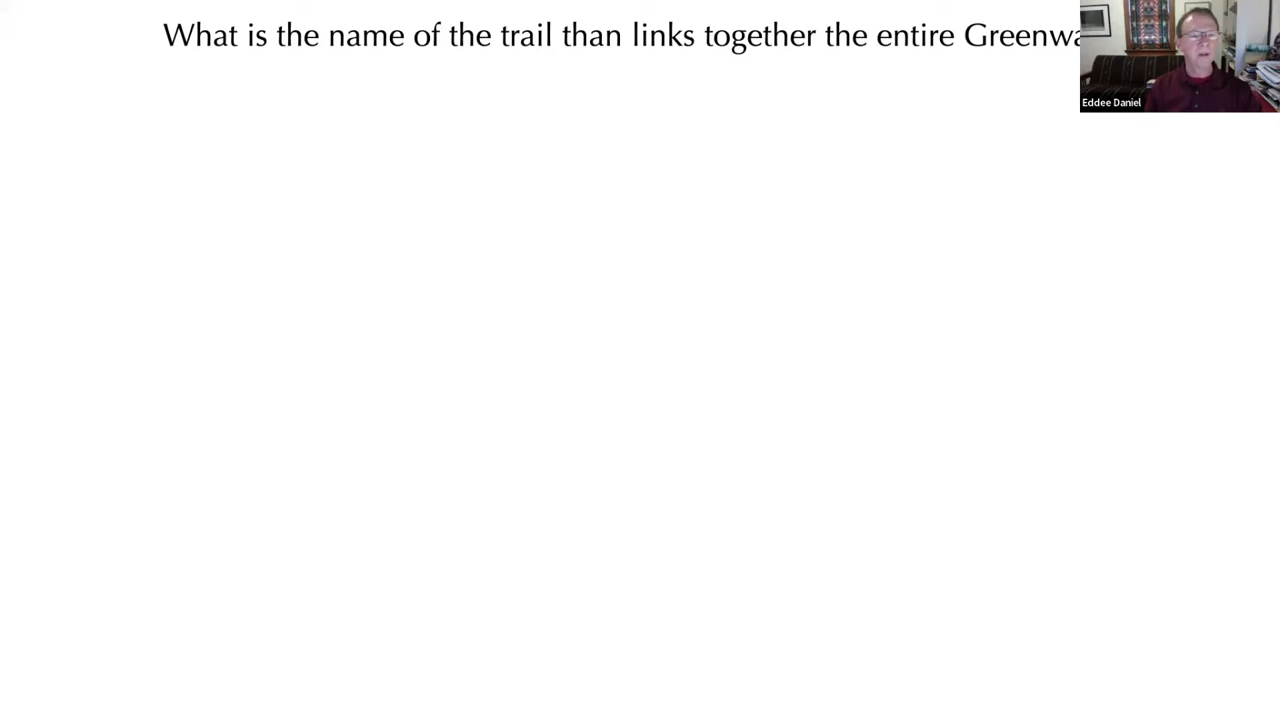 What is the name of the trail than links together the entire Greenwa
Eddee Daniel